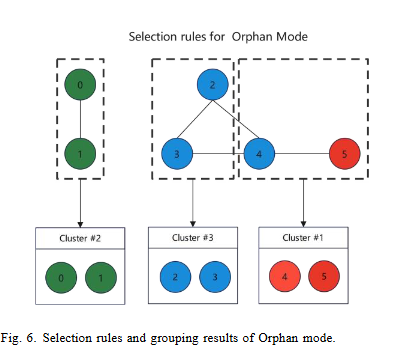 Selection rules for Orphan Mode
0
2
1
3
4
5
Cluster #2
Cluster #3
Cluster #1
0 1
2 3
4 5
Fig. 6. Selection rules and grouping results of Orphan mode.